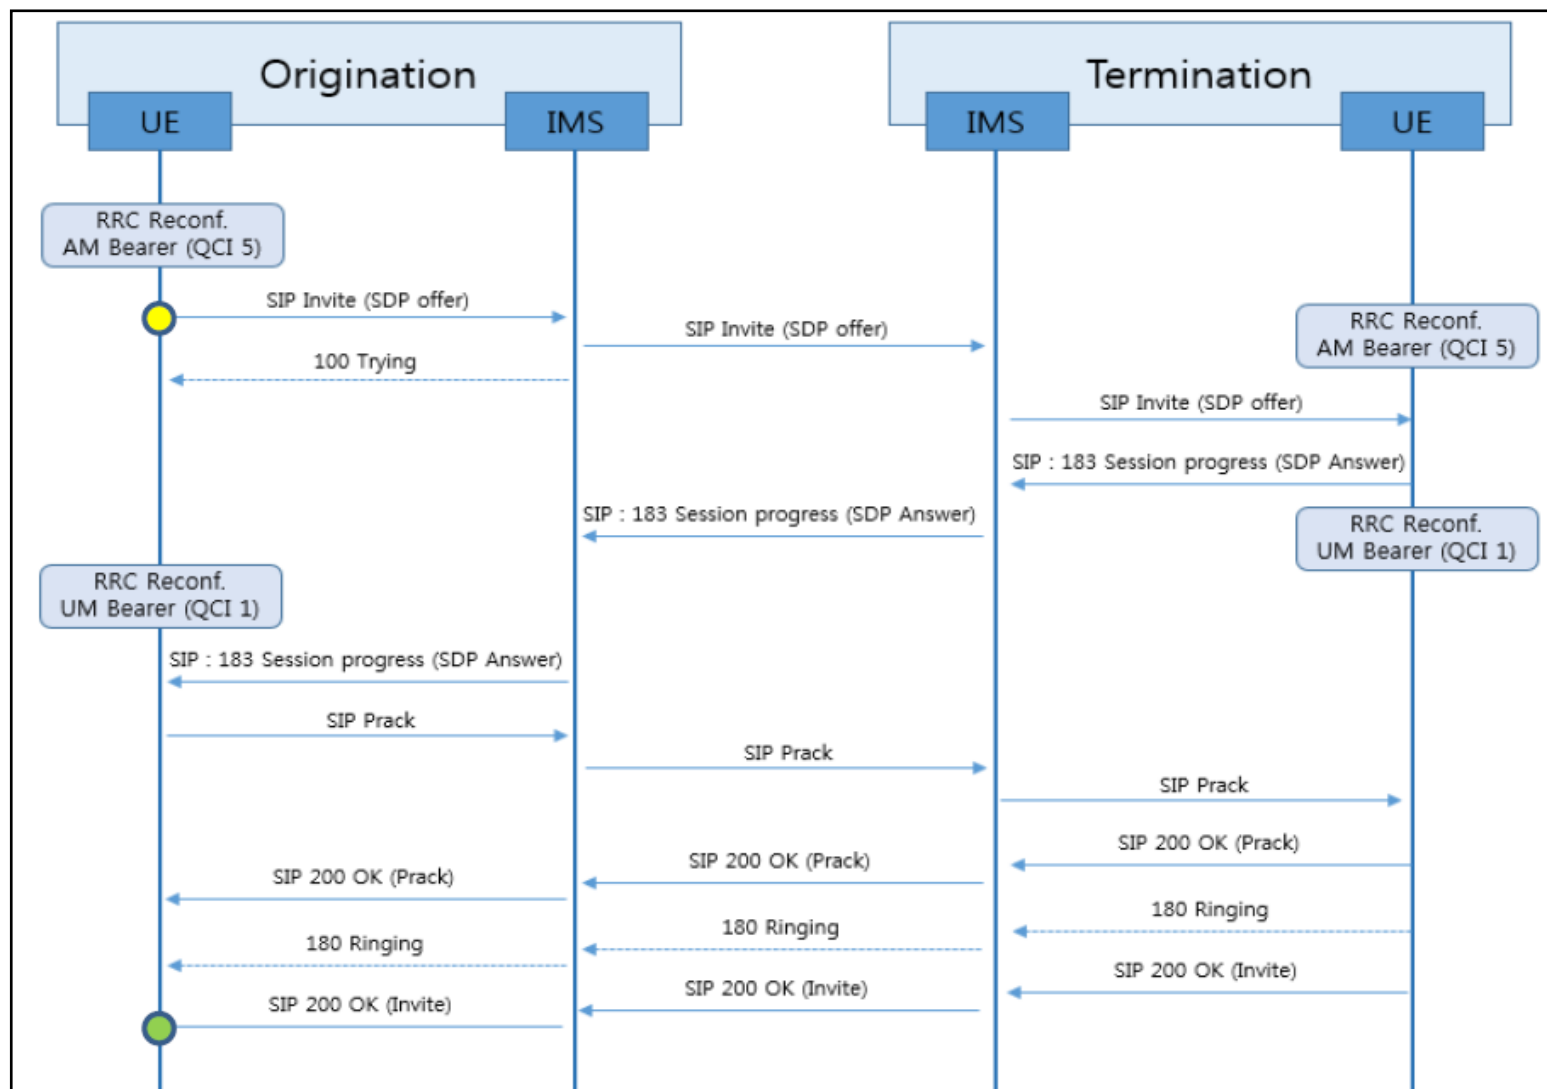 Origination
Termination
UE
IMS
IMS
UE
RRC Reconf.
AM Bearer (QCI 5)
SIP Invite (SDP offer)
SIP Invite (SDP offer)
RRC Reconf.
AM Bearer (QCI 5)
100 Trying
SIP Invite (SDP offer)
SIP : 183 Session progress (SDP Answer)
SIP : 183 Session progress (SDP Answer)
RRC Reconf.
UM Bearer (QCI 1)
RRC Reconf.
UM Bearer (QCI 1)
SIP : 183 Session progress (SDP Answer)
SIP Prack
SIP Prack
SIP Prack
SIP 200 OK (Prack)
SIP 200 OK (Prack)
SIP 200 OK (Prack)
180 Ringing
180 Ringing
180 Ringing
SIP 200 OK (Invite)
SIP 200 OK (Invite)
SIP 200 OK (Invite)